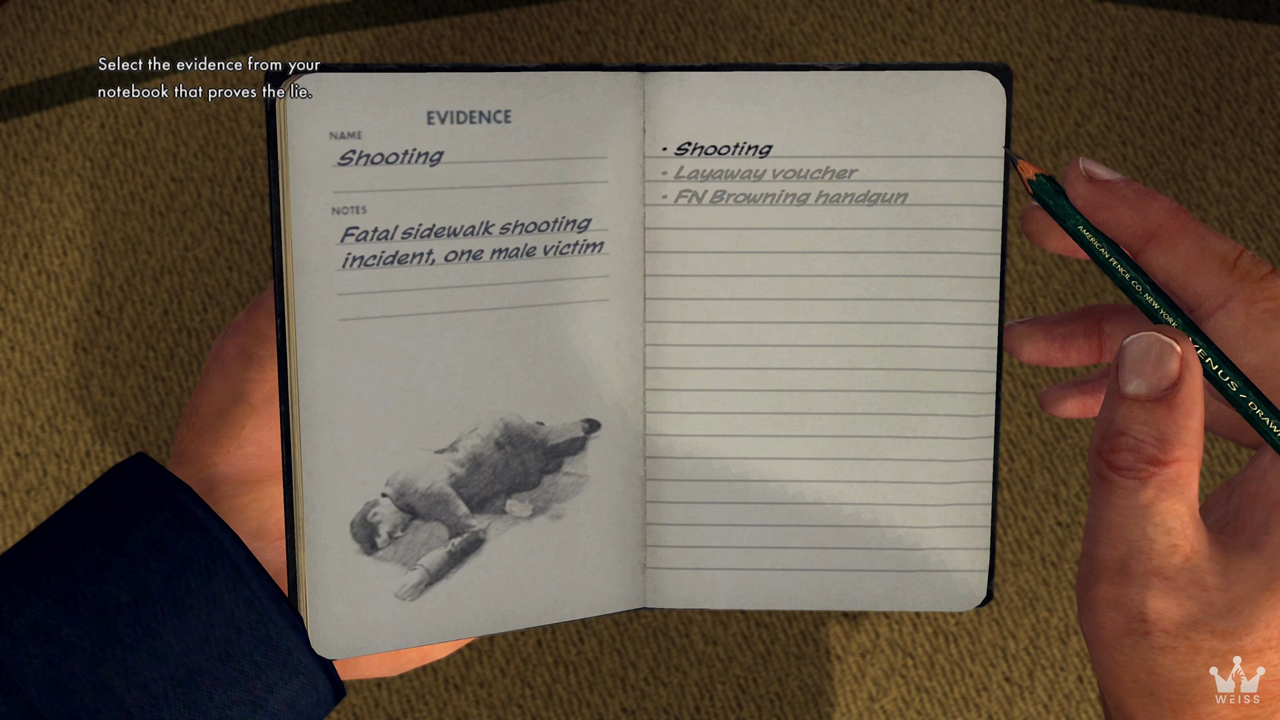 Select the evidence from your
notebook that proves the lie.
EVIDENCE
NAME
Shooting
NOTES
Fatal sidewalk shooting
incident, one male victim
• Shooting
• Layaway voucher
• FN Browning handgun
AMERICAN PENCIL CO. NEW YORK
VENUS / DRAW
WEISS